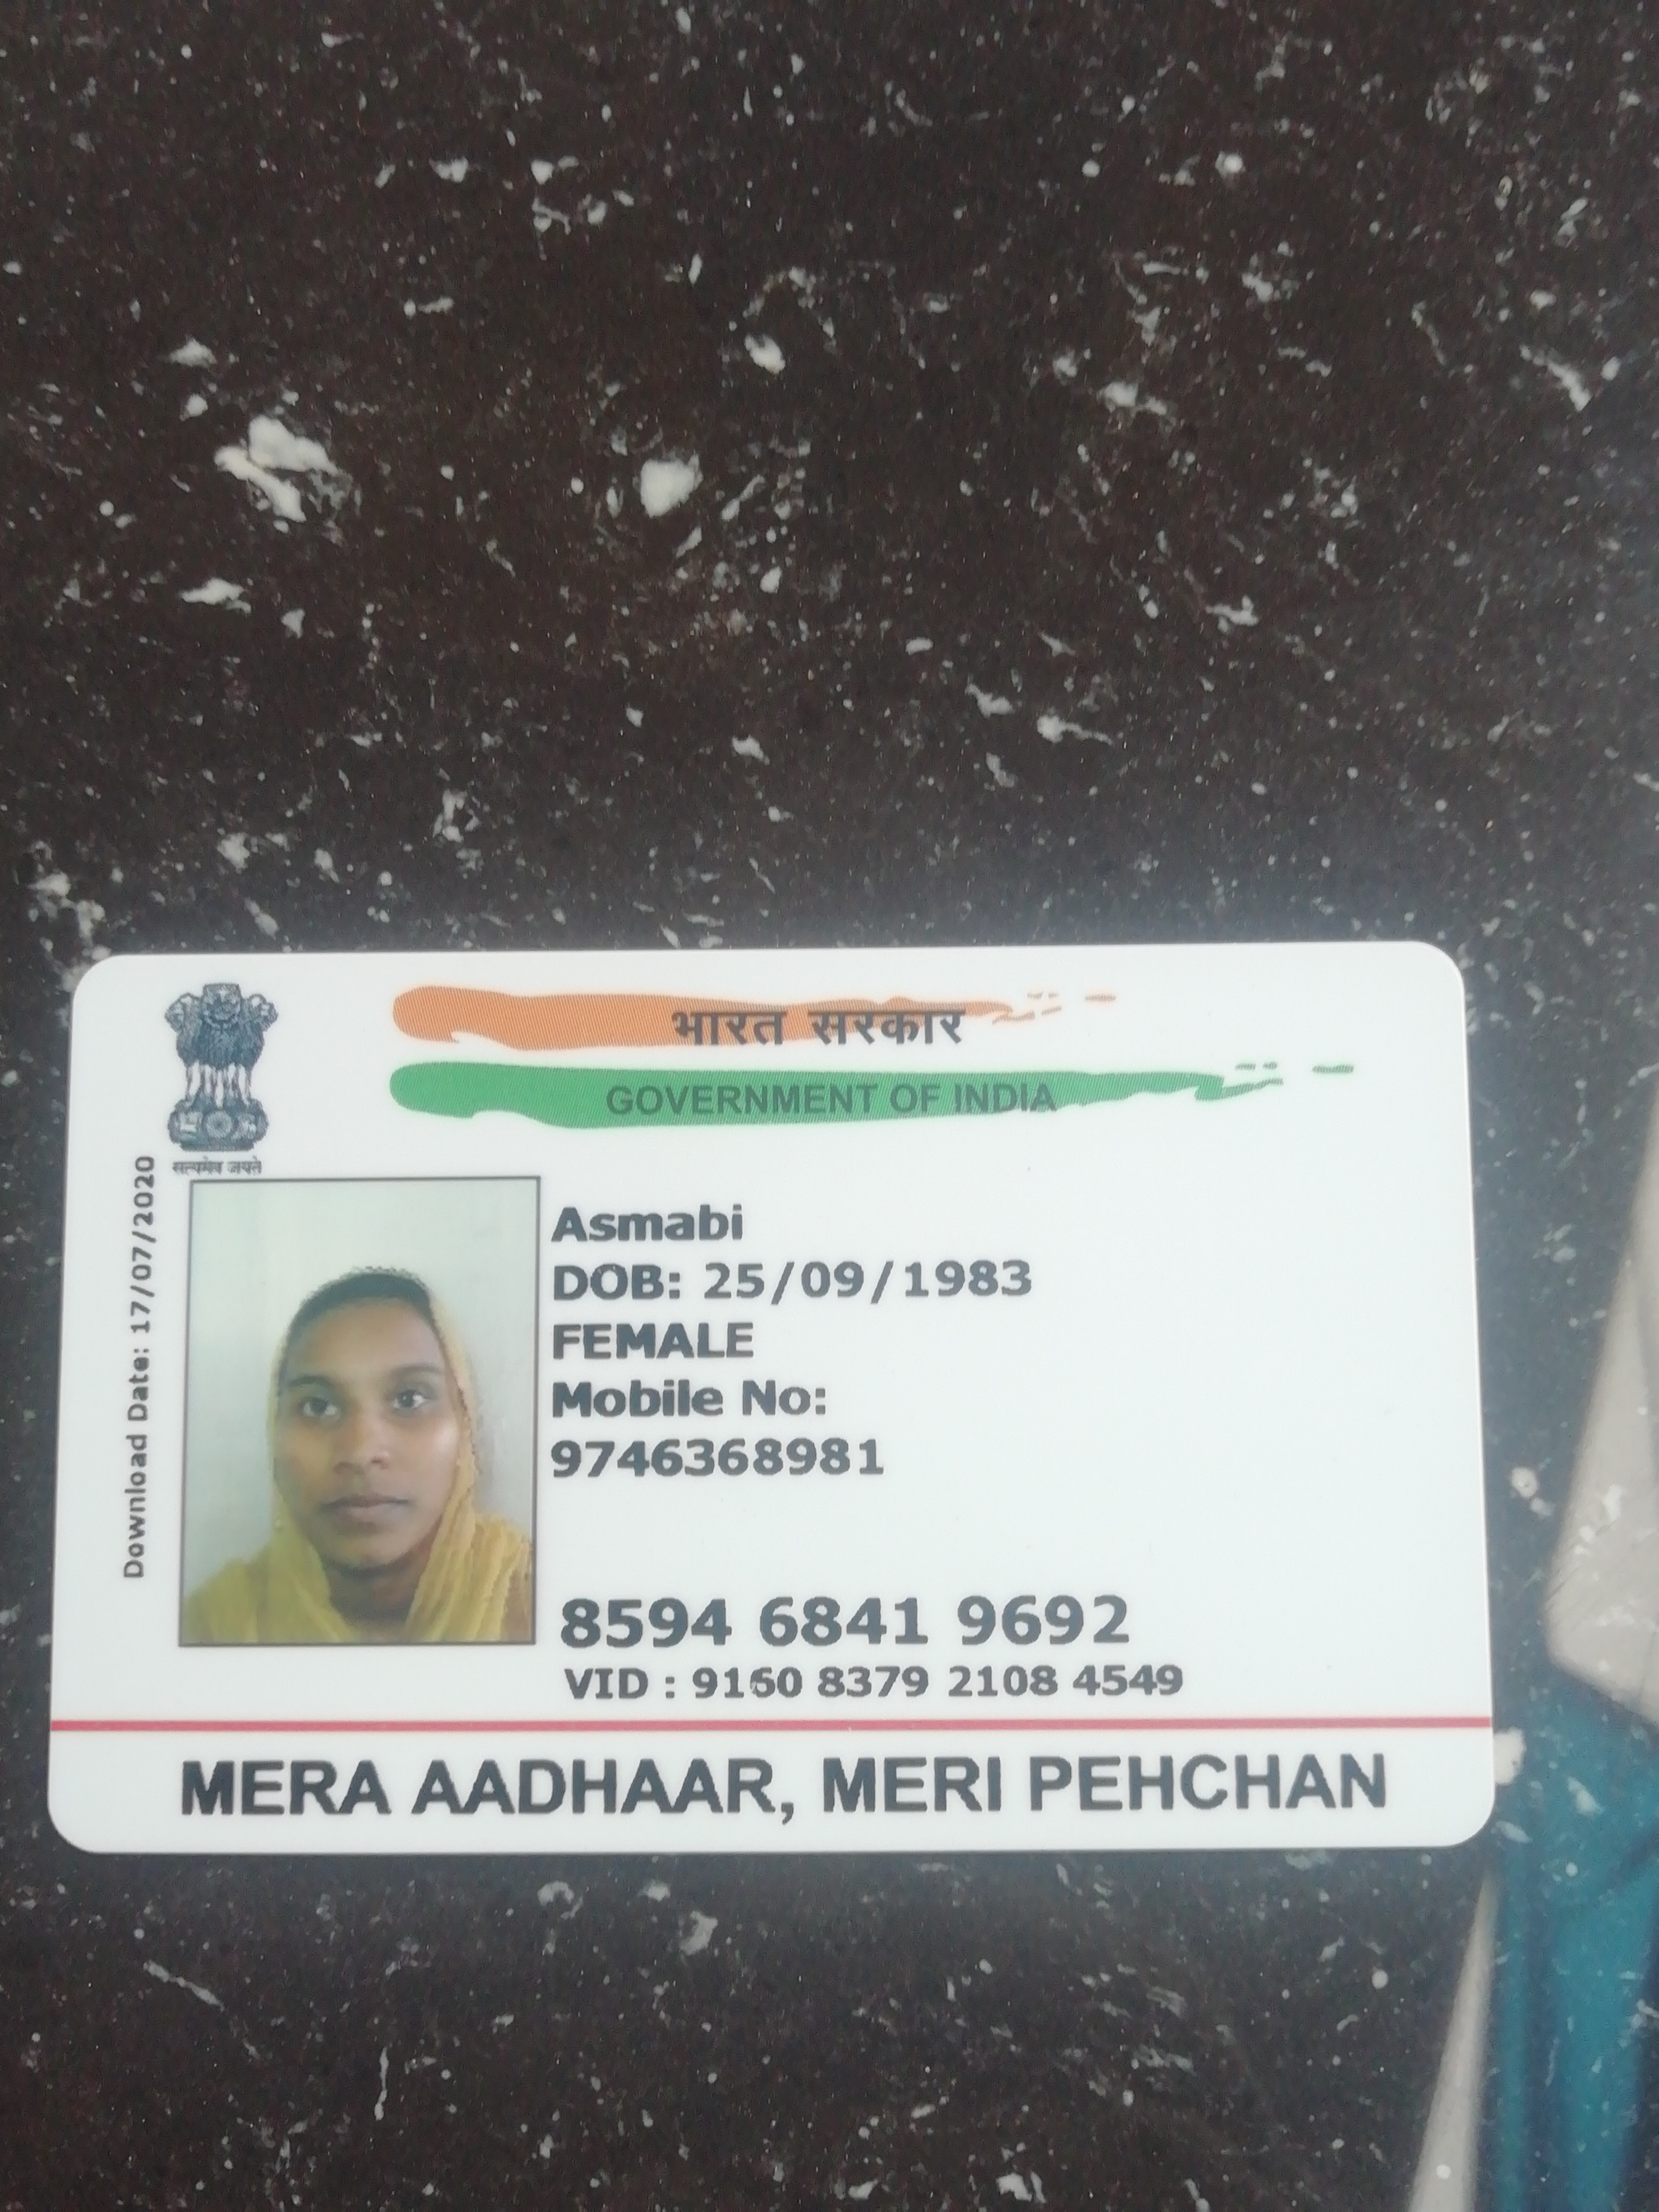 भारत सरकार
GOVERNMENT OF INDIA
सत्यमेव जयते
Download Date: 17/07/2020
Asmabi
DOB: 25/09/1983
FEMALE
Mobile No:
9746368981
8594 6841 9692
VID : 9160 8379 2108 4549
MERA AADHAAR, MERI PEHCHAN